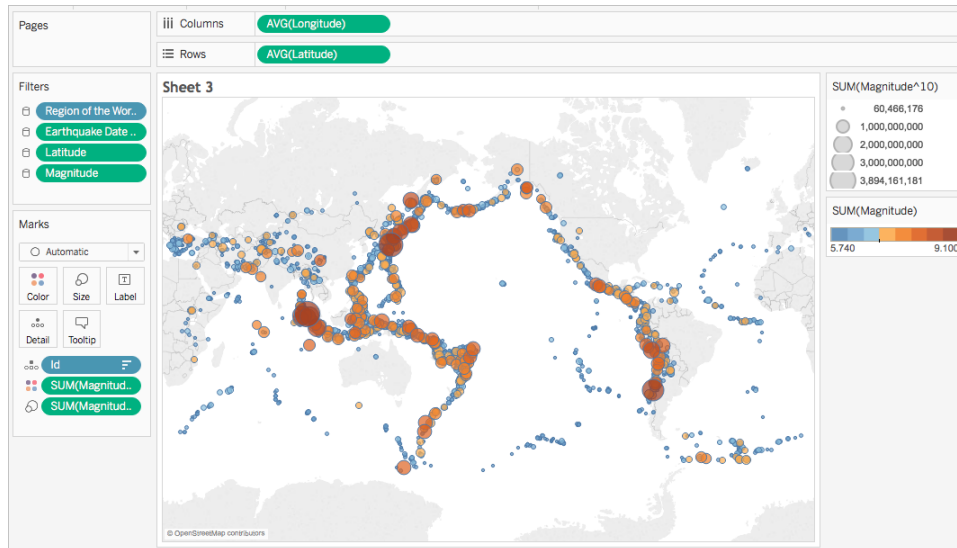 Pages
iii Columns
AVG(Longitude)
Rows
AVG(Latitude)
Filters
Region of the Wor..
Earthquake Date ..
Latitude
Magnitude
Marks
Automatic
Color
Size
Label
Detail
Tooltip
Id
SUM(Magnitud..
SUM(Magnitud..
Sheet 3
© OpenStreetMap contributors
SUM(Magnitude^10)
60,466,176
1,000,000,000
2,000,000,000
3,000,000,000
3,894,161,181
SUM(Magnitude)
5.740
9.100